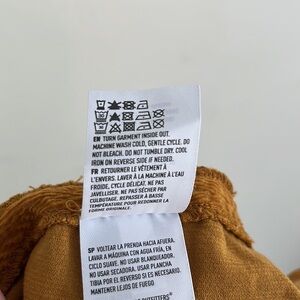 EN TURN GARMENT INSIDE OUT.
MACHINE WASH COLD, GENTLE CYCLE. DO
NOT BLEACH. DO NOT TUMBLE DRY. COOL
IRON ON REVERSE SIDE IF NEEDED.
FR RETOURNER LE VÊTEMENT À
L'ENVERS. LAVER À LA MACHINE À L'EAU
FROIDE, CYCLE DÉLICAT. NE PAS
JAVELLISER. NE PAS SÉCHER PAR
CULBUTAGE. REPASSER À BASSE
TEMPÉRATURE POUR REDONNER LA
FORME ORIGINALE.
SP VOLTEAR LA PRENDA HACIA AFUERA.
LAVAR A MÁQUINA CON AGUA FRÍA, EN
CICLO SUAVE. NO USAR BLANQUEADOR.
NO USAR SECADORA. USAR PLANCHA
TIBIA POR EL REVERSO SI ES NECESARIO.
MANTENER LEJOS DE FUEGO
OUTFITTERS®